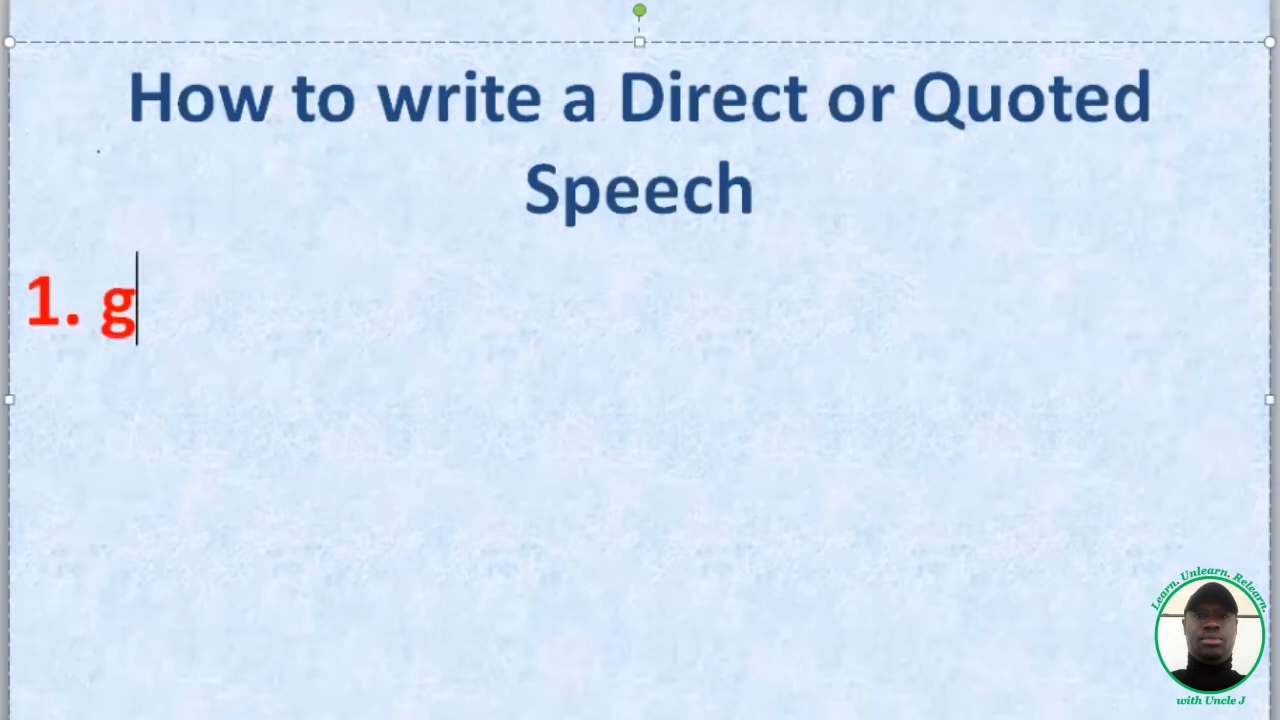 How to write a Direct or Quoted
Speech
1. g
Learn. Unlearn. Relearn.
with Uncle J